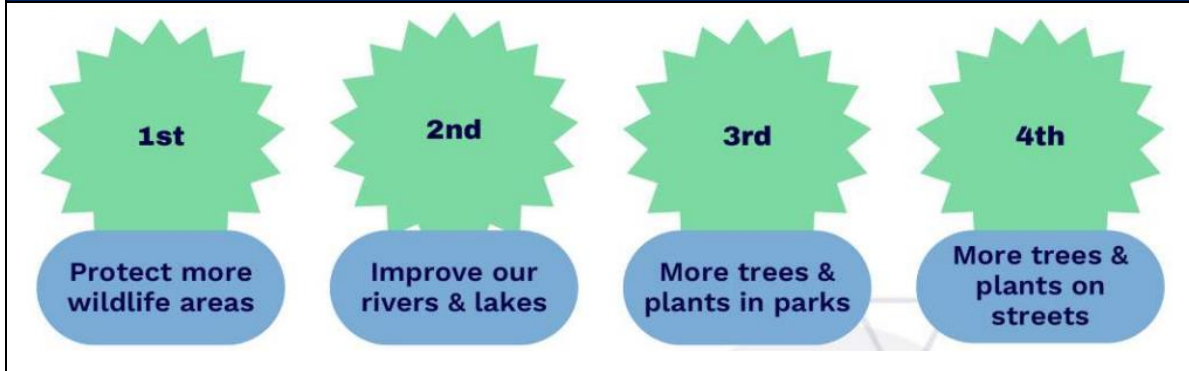 1st
Protect more
wildlife areas
2nd
Improve our
rivers & lakes
3rd
More trees &
plants in parks
4th
More trees &
plants on
streets